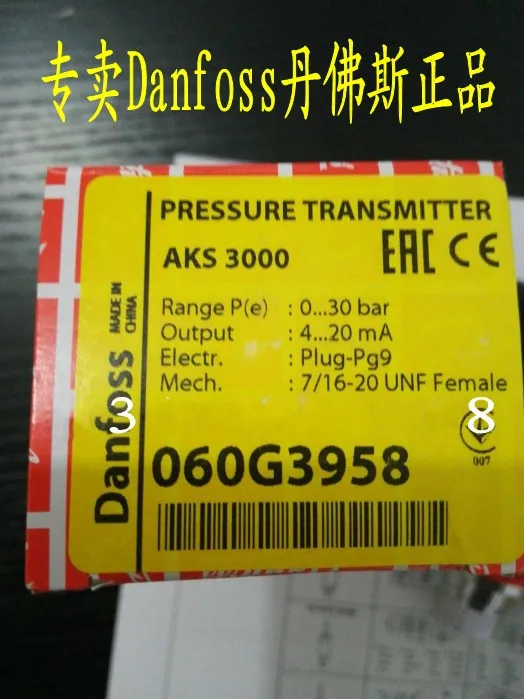 专卖Danfoss丹佛斯正品
PRESSURE TRANSMITTER
AKS 3000
EAC CE
Range P(e) : 0...30 bar
Output : 4...20 mA
Electr. : Plug-Pg9
Mech. : 7/16-20 UNF Female
Danfoss
MADE IN
CHINA
3
8
007
060G3958